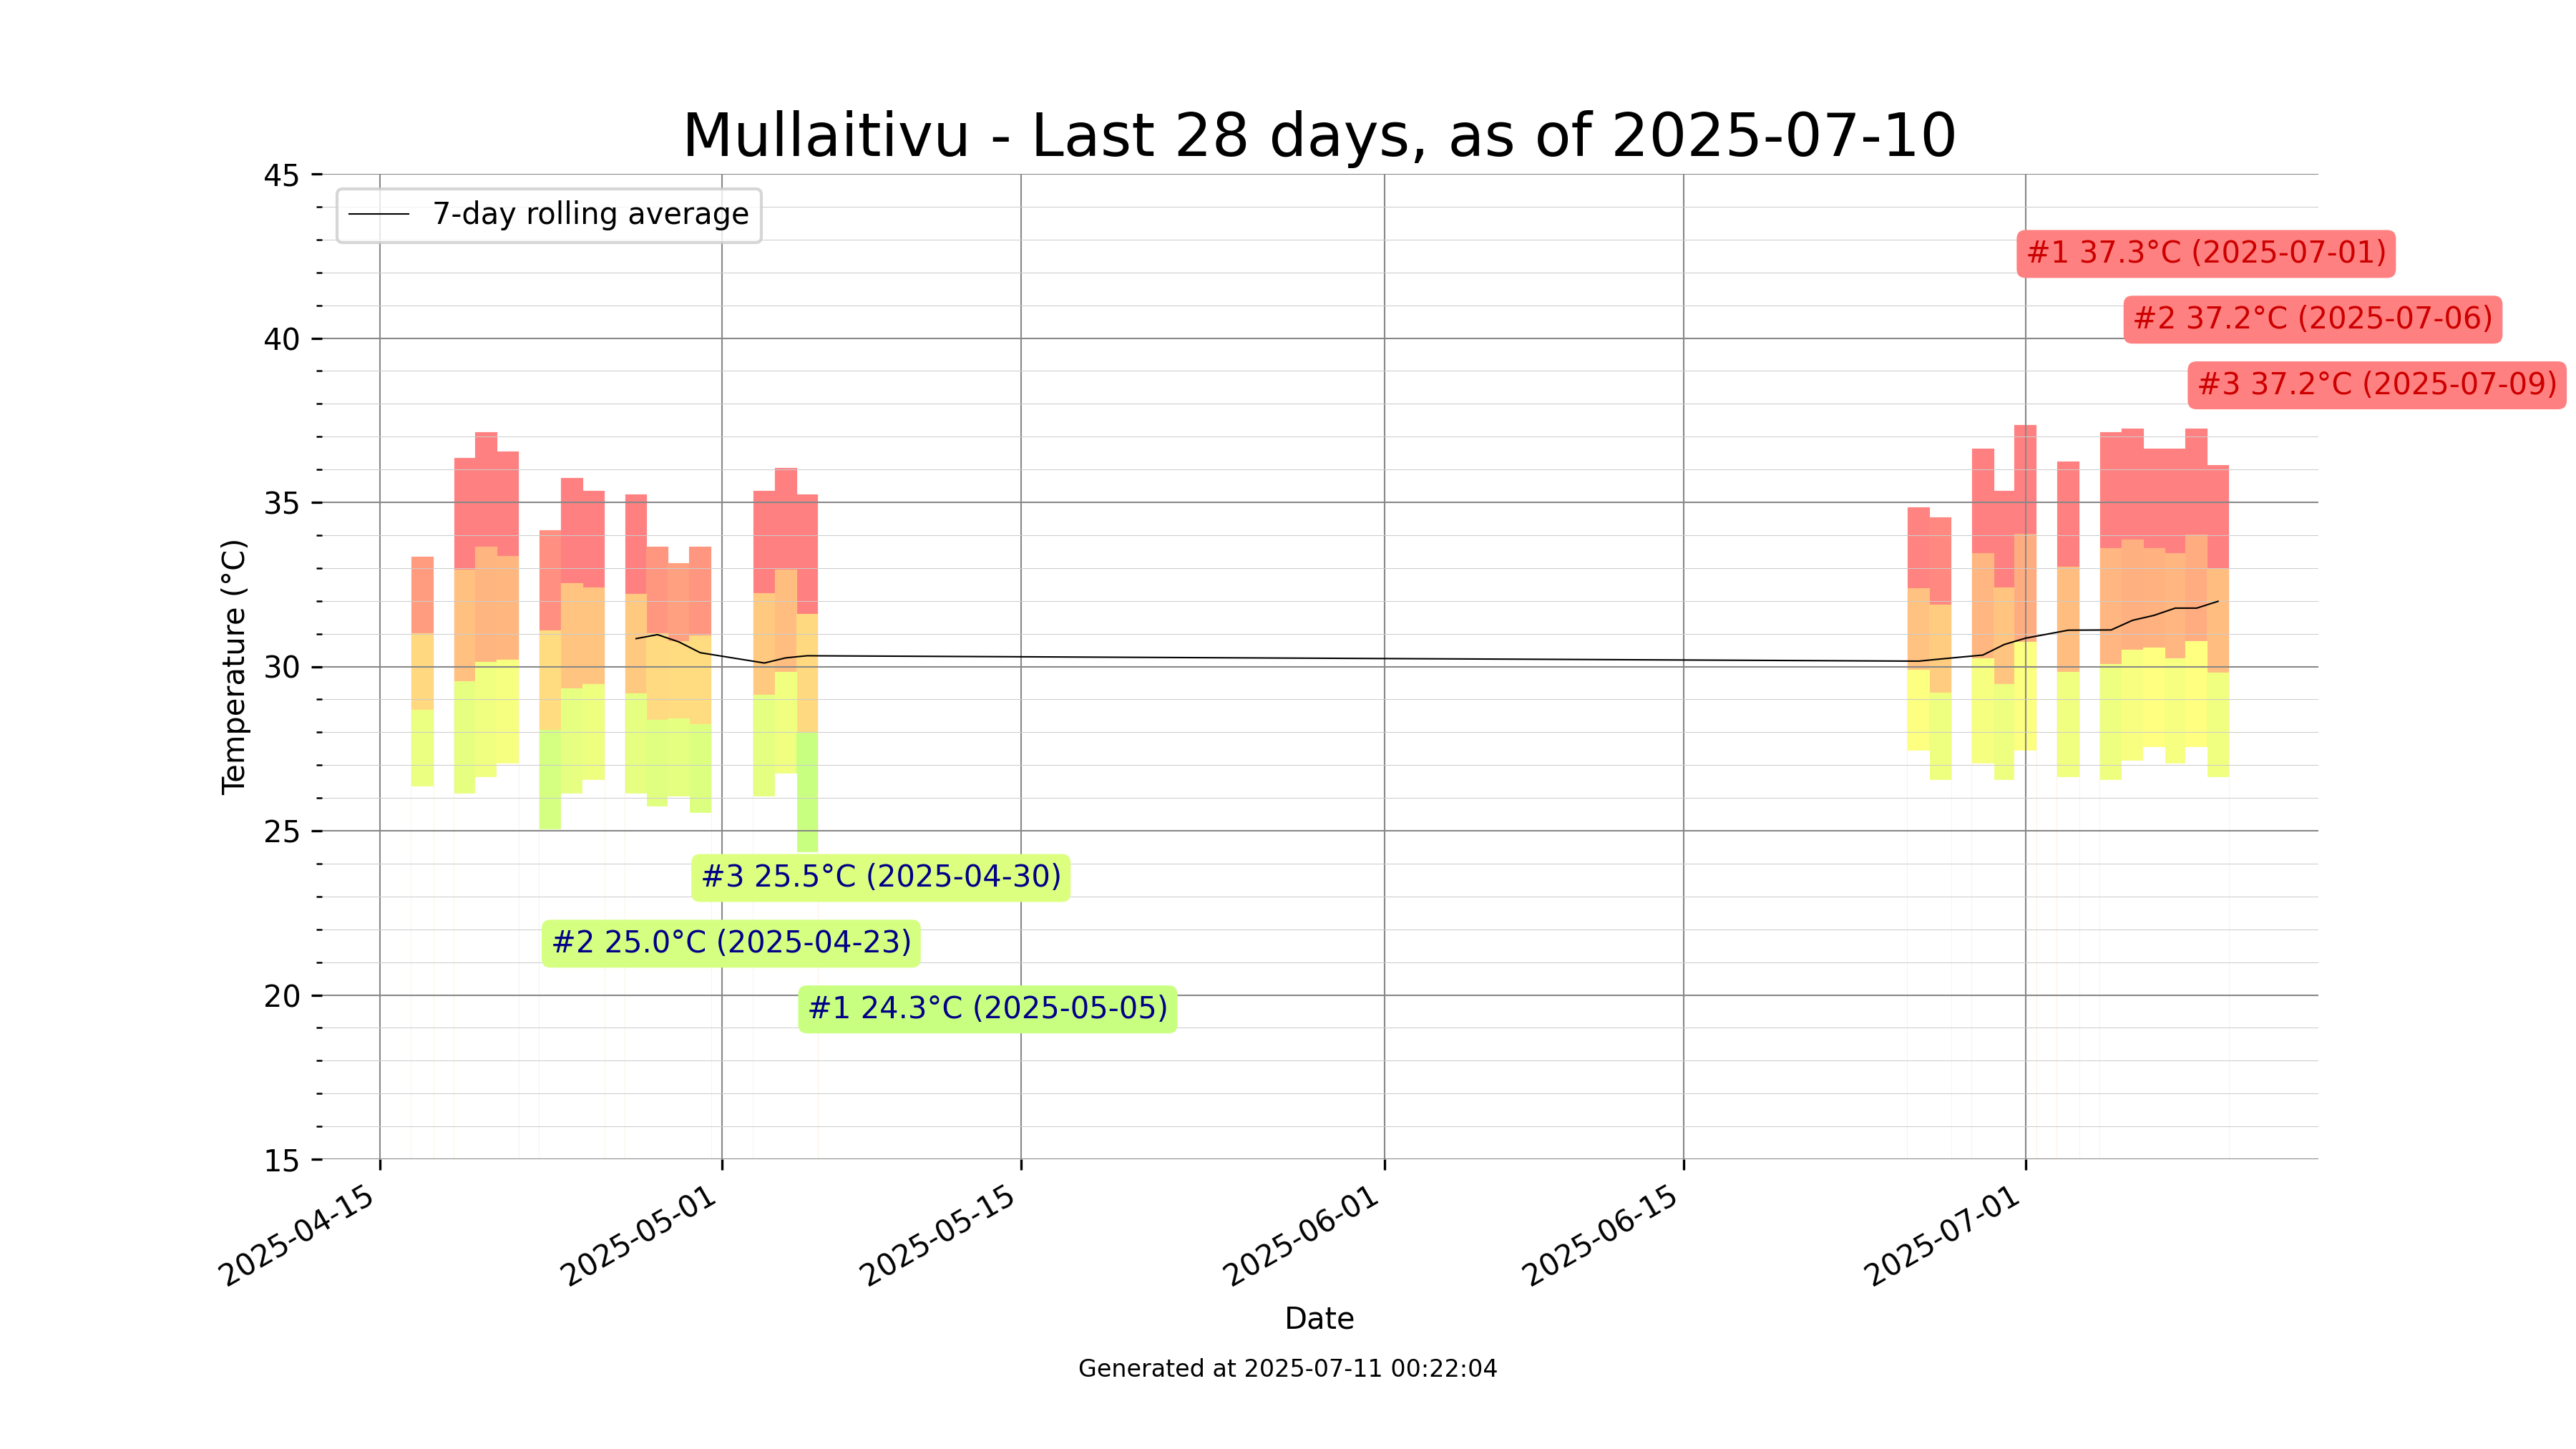 Mullaitivu - Last 28 days, as of 2025-07-10
45
40
35
30
25
20
15
Temperature (°C)
7-day rolling average
#1 37.3°C (2025-07-01)
#2 37.2°C (2025-07-06)
#3 37.2°C (2025-07-09)
#3 25.5°C (2025-04-30)
#2 25.0°C (2025-04-23)
#1 24.3°C (2025-05-05)
2025-04-15
2025-05-01
2025-05-15
2025-06-01
2025-06-15
2025-07-01
Date
Generated at 2025-07-11 00:22:04